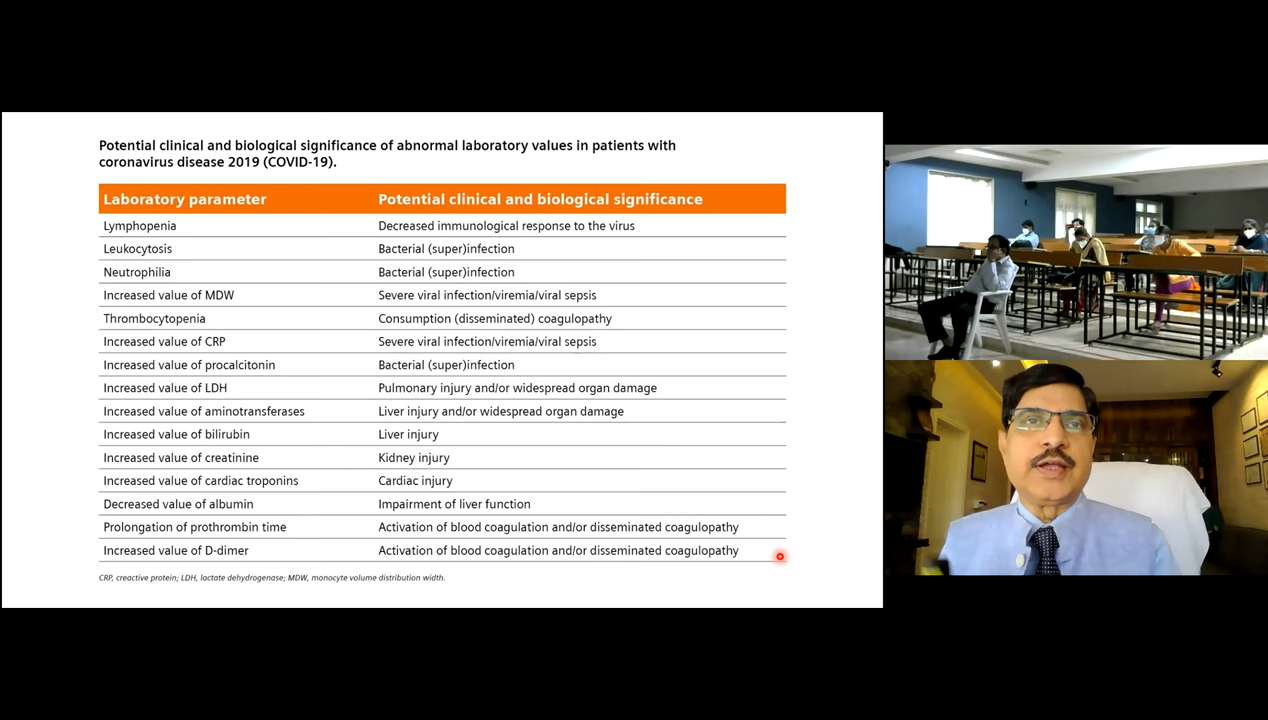 Potential clinical and biological significance of abnormal laboratory values in patients with
coronavirus disease 2019 (COVID-19).
Laboratory parameter Potential clinical and biological significance
Lymphopenia Decreased immunological response to the virus
Leukocytosis Bacterial (super)infection
Neutrophilia Bacterial (super)infection
Increased value of MDW Severe viral infection/viremia/viral sepsis
Thrombocytopenia Consumption (disseminated) coagulopathy
Increased value of CRP Severe viral infection/viremia/viral sepsis
Increased value of procalcitonin Bacterial (super)infection
Increased value of LDH Pulmonary injury and/or widespread organ damage
Increased value of aminotransferases Liver injury and/or widespread organ damage
Increased value of bilirubin Liver injury
Increased value of creatinine Kidney injury
Increased value of cardiac troponins Cardiac injury
Decreased value of albumin Impairment of liver function
Prolongation of prothrombin time Activation of blood coagulation and/or disseminated coagulopathy
Increased value of D-dimer Activation of blood coagulation and/or disseminated coagulopathy
CRP, creactive protein; LDH, lactate dehydrogenase; MDW, monocyte volume distribution width.